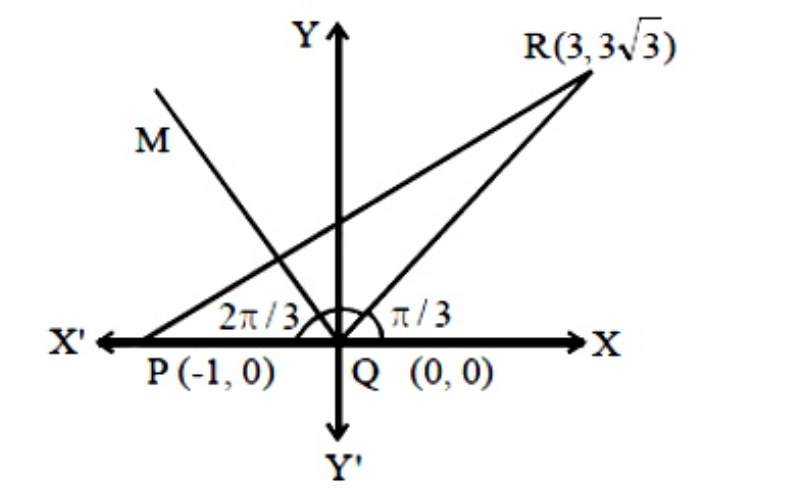 Y
R(3, 3√3)
M
2π/3
π/3
X'
X
P (-1, 0)
Q (0, 0)
Y'